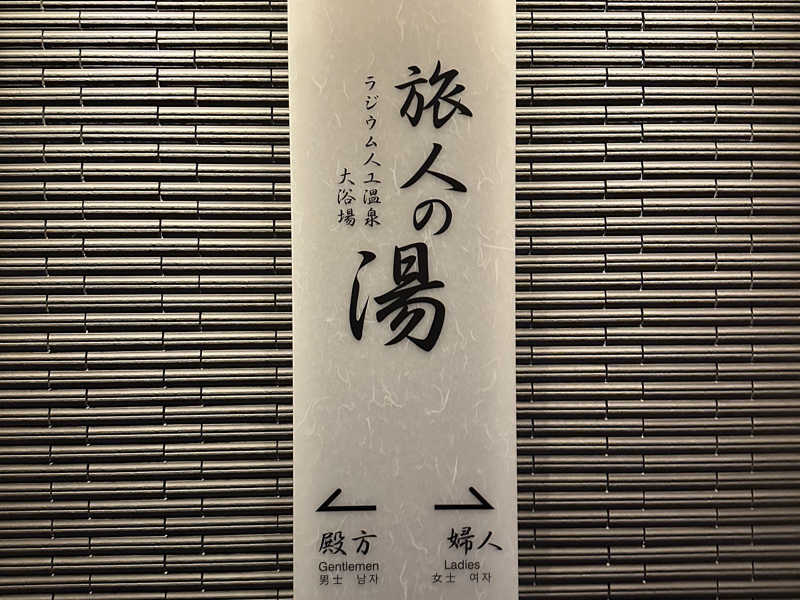 旅人の湯
ラジウム人工温泉
大浴場
殿方
Gentlemen
男士 남자
婦人
Ladies
女士 여자